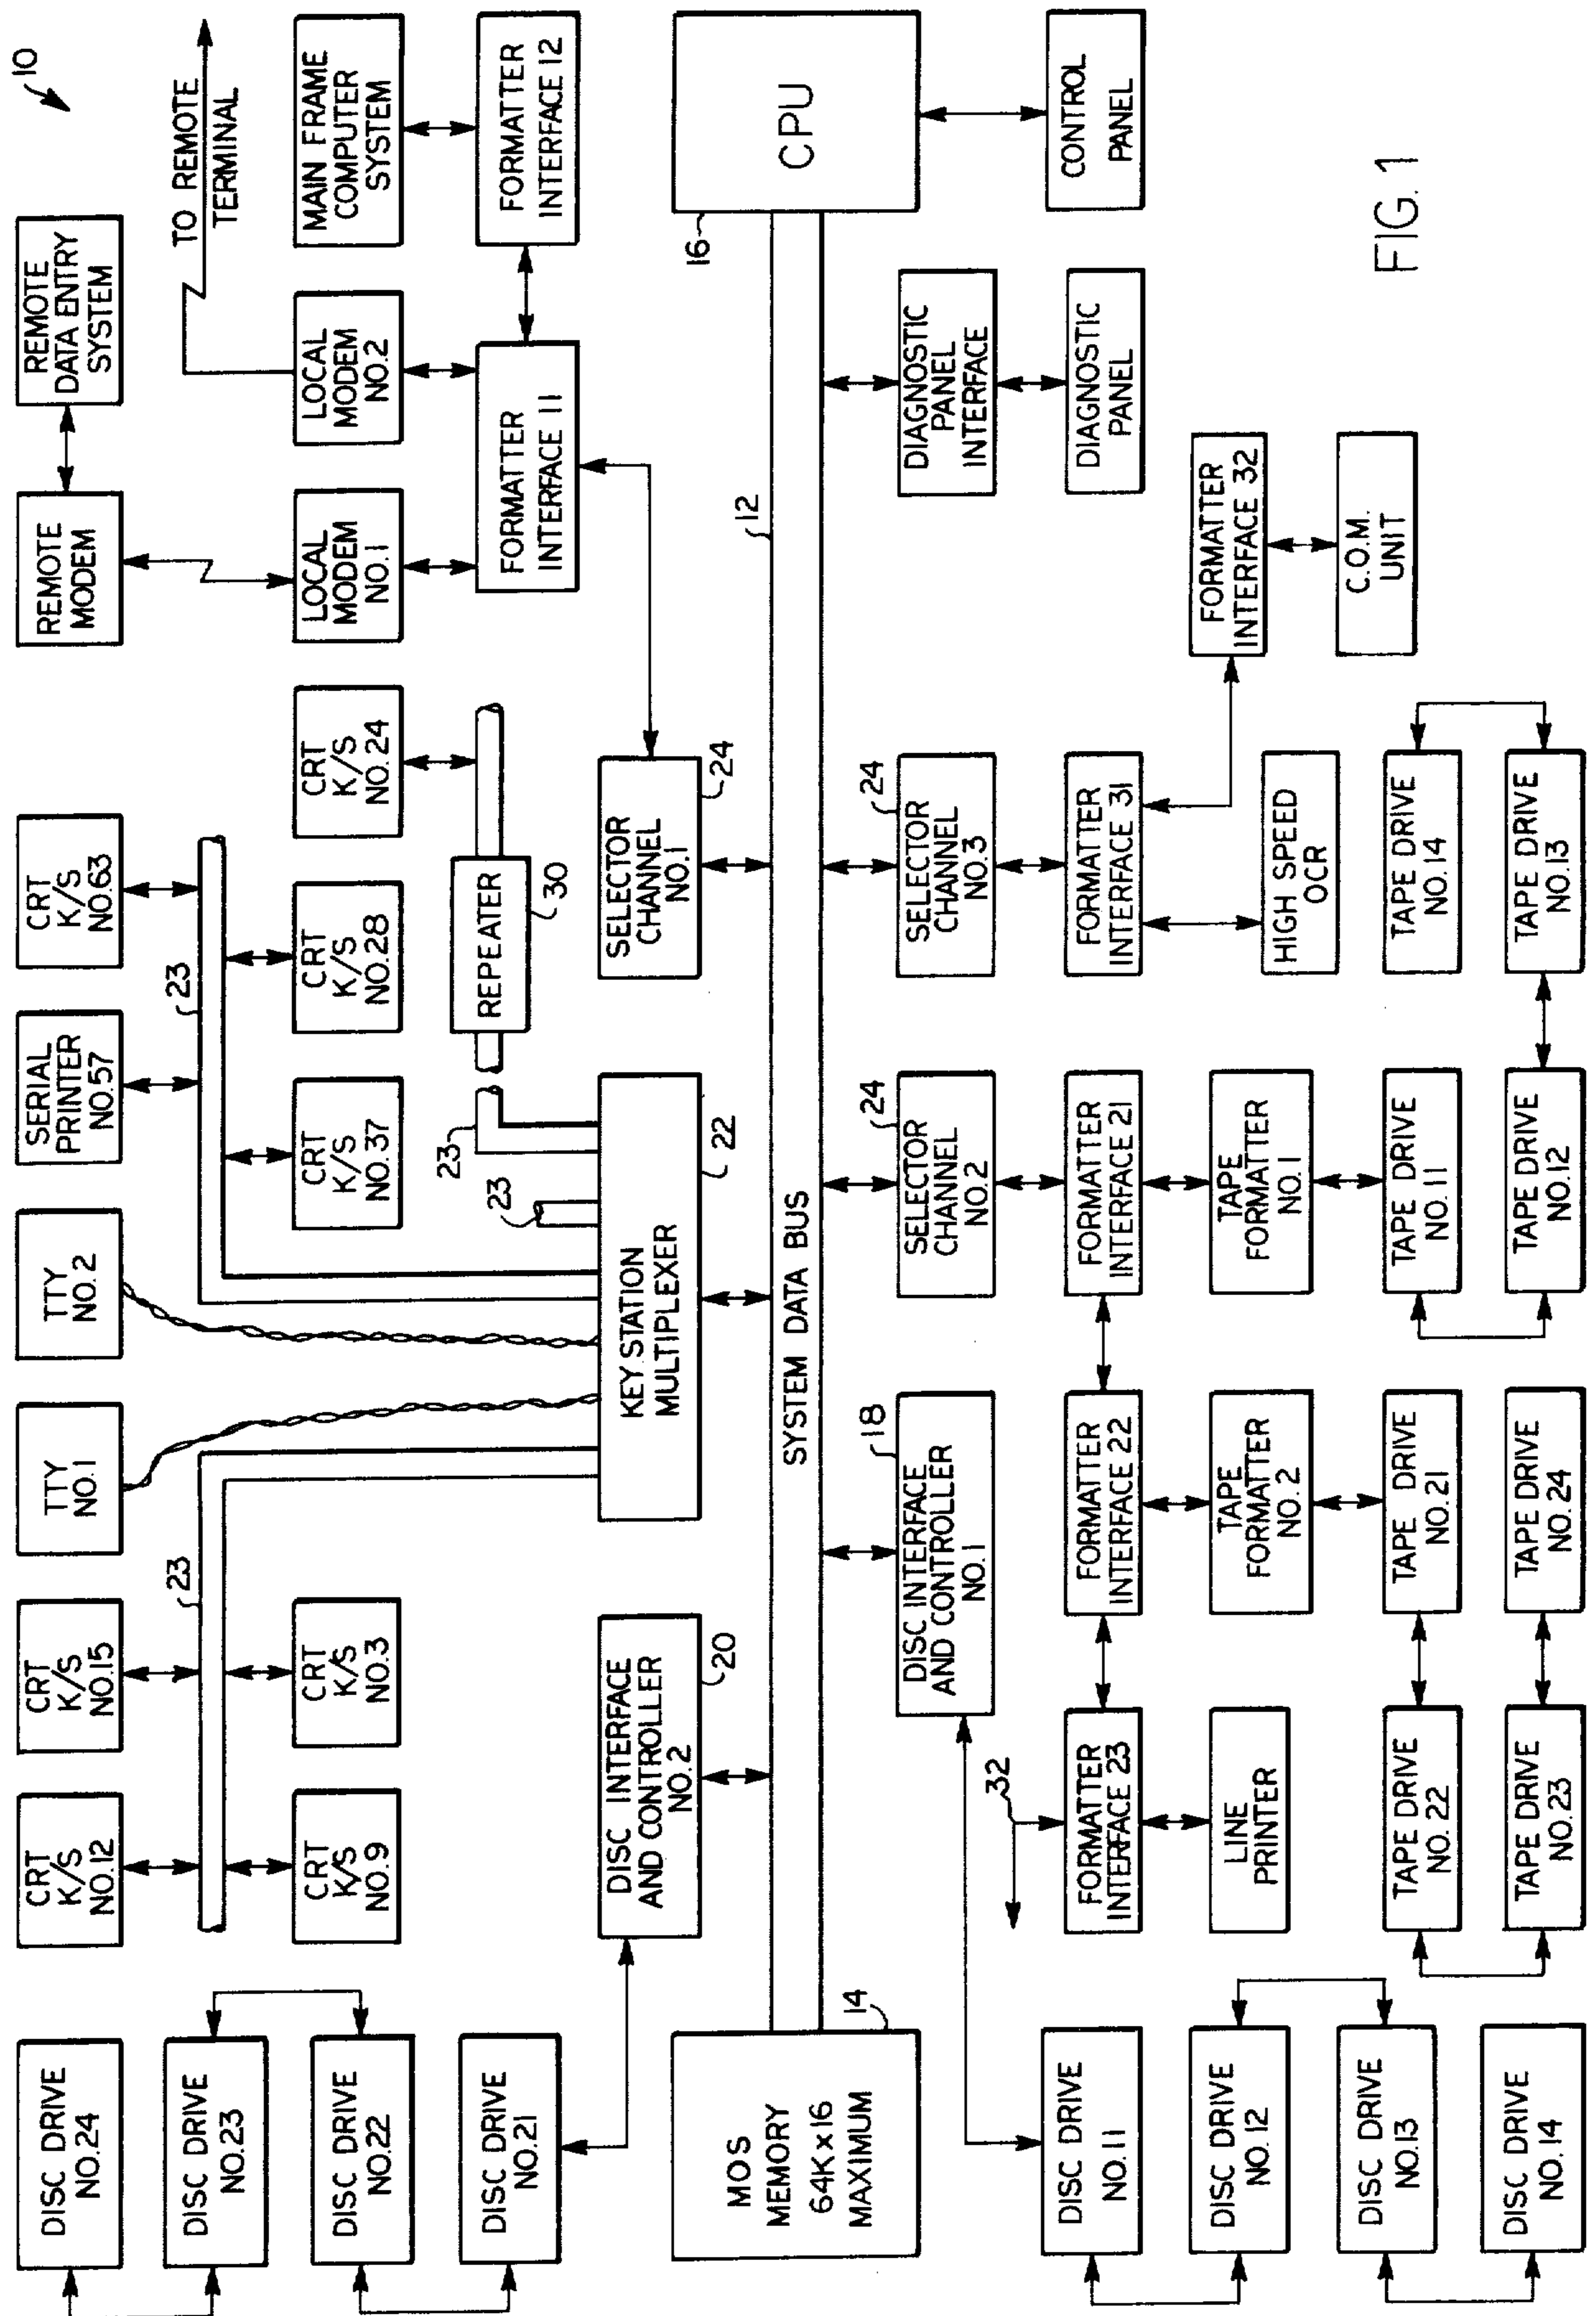 10
DISC DRIVE
NO.24
DISC DRIVE
NO.23
DISC DRIVE
NO.22
DISC DRIVE
NO.21
CRT
K/S
NO.12
CRT
K/S
NO.15
23
CRT
K/S
NO.9
CRT
K/S
NO.3
TTY
NO.1
TTY
NO.2
SERIAL
PRINTER
NO.57
CRT
K/S
NO.63
23
CRT
K/S
NO.37
CRT
K/S
NO.28
CRT
K/S
NO.24
23
23
REPEATER
30
REMOTE
MODEM
REMOTE
DATA ENTRY
SYSTEM
TO REMOTE
TERMINAL
LOCAL
MODEM
NO.1
LOCAL
MODEM
NO.2
MAIN FRAME
COMPUTER
SYSTEM
FORMATTER
INTERFACE 11
FORMATTER
INTERFACE 12
DISC INTERFACE
AND CONTROLLER
NO.2
20
KEY STATION
MULTIPLEXER
22
SELECTOR
CHANNEL
NO.1
24
MOS
MEMORY
64K x 16
MAXIMUM
14
SYSTEM DATA BUS
12
16
CPU
DISC INTERFACE
AND CONTROLLER
NO.1
18
SELECTOR
CHANNEL
NO.2
24
SELECTOR
CHANNEL
NO.3
24
DIAGNOSTIC
PANEL
INTERFACE
DIAGNOSTIC
PANEL
CONTROL
PANEL
DISC DRIVE
NO.11
DISC DRIVE
NO.12
DISC DRIVE
NO.13
DISC DRIVE
NO.14
32
FORMATTER
INTERFACE 23
FORMATTER
INTERFACE 22
FORMATTER
INTERFACE 21
FORMATTER
INTERFACE 31
FORMATTER
INTERFACE 32
LINE
PRINTER
TAPE
FORMATTER
NO.2
TAPE
FORMATTER
NO.1
HIGH SPEED
OCR
C.O.M.
UNIT
TAPE DRIVE
NO.22
TAPE DRIVE
NO.21
TAPE DRIVE
NO.11
TAPE DRIVE
NO.14
TAPE DRIVE
NO.23
TAPE DRIVE
NO.24
TAPE DRIVE
NO.12
TAPE DRIVE
NO.13
FIG. 1